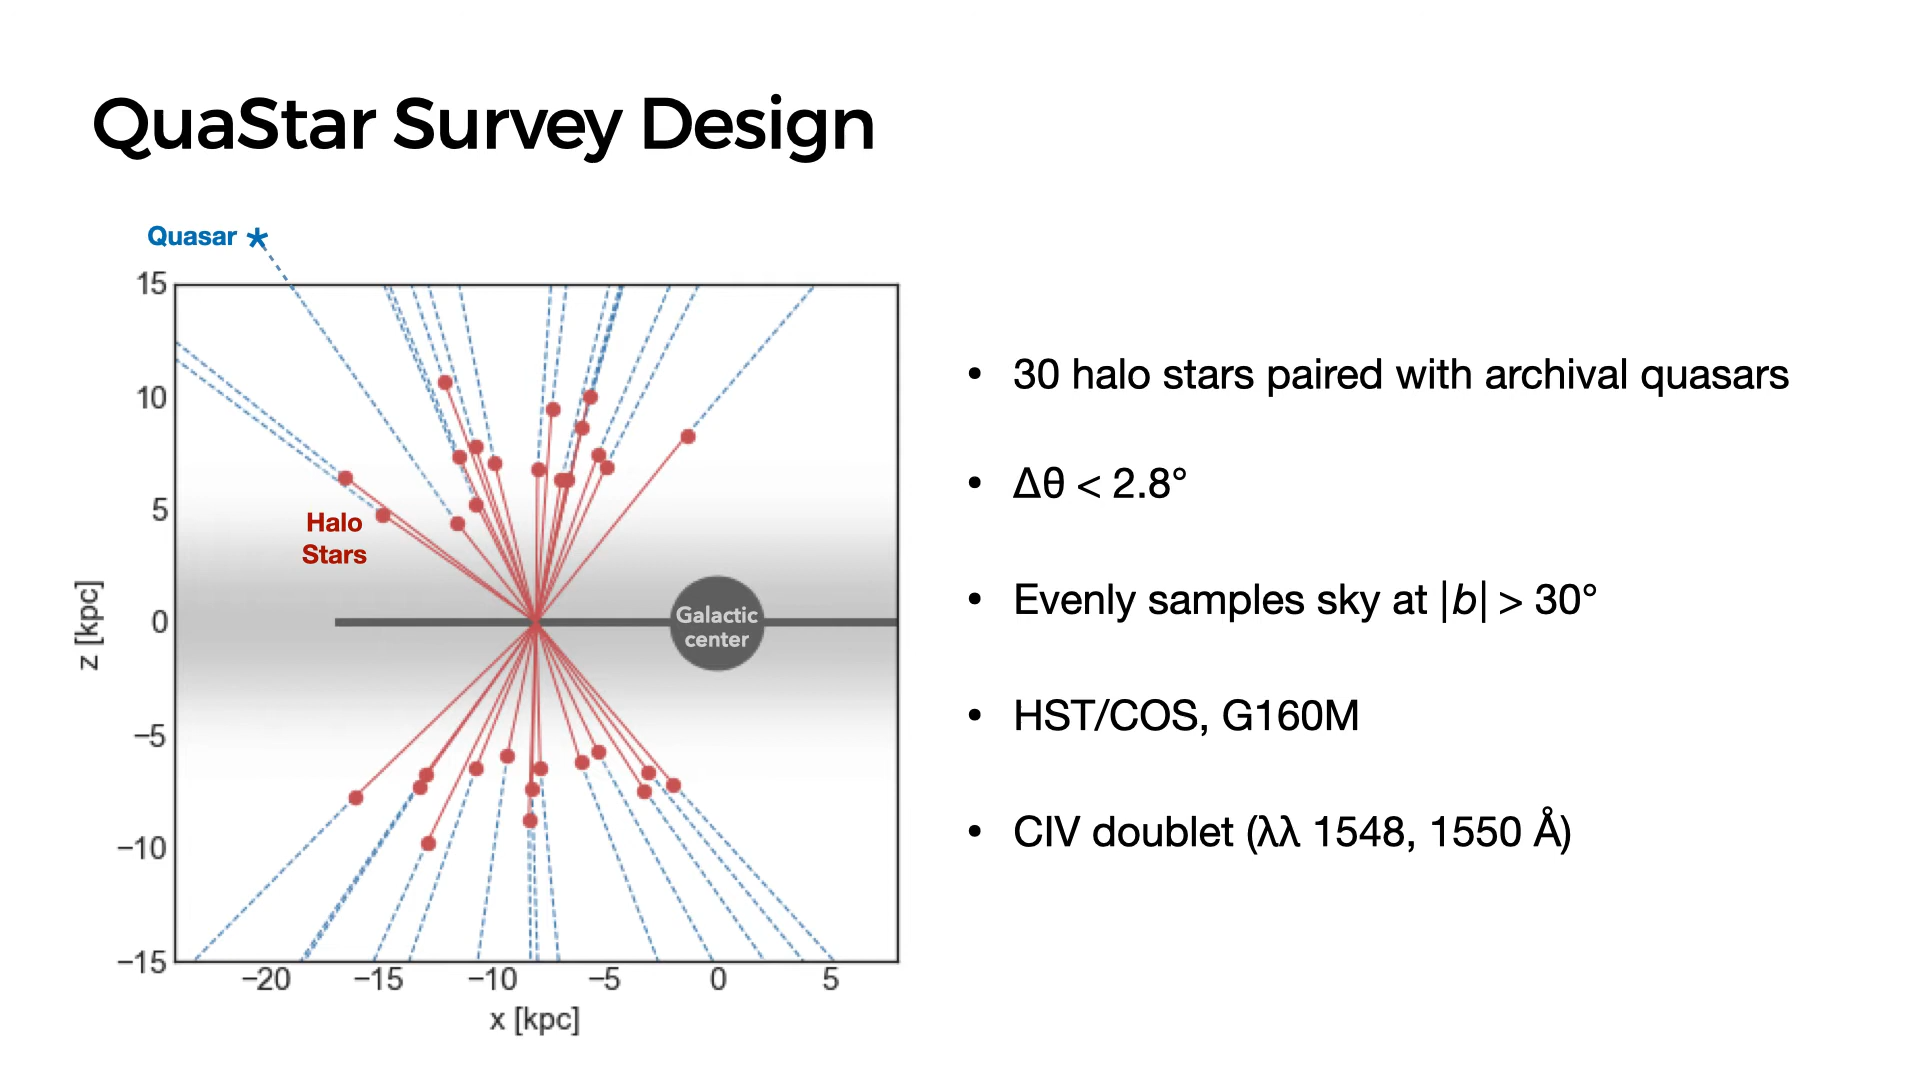 QuaStar Survey Design
Quasar
15
10
5
0
−5
−10
−15
z [kpc]
Halo
Stars
Galactic
center
−20
−15
−10
−5
0
5
x [kpc]
• 30 halo stars paired with archival quasars
• Δθ < 2.8°
• Evenly samples sky at |b| > 30°
• HST/COS, G160M
• CIV doublet (λλ 1548, 1550 Å)